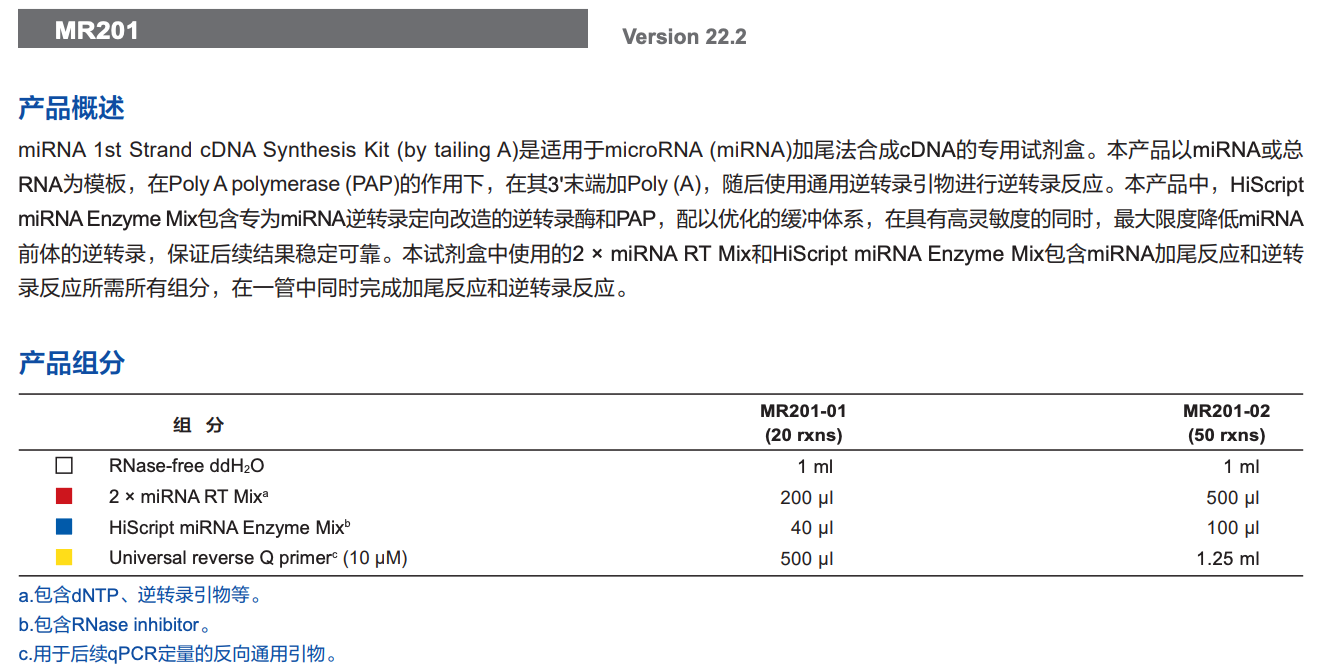 MR201
Version 22.2
产品概述
miRNA 1st Strand cDNA Synthesis Kit (by tailing A)是适用于microRNA (miRNA)加尾法合成cDNA的专用试剂盒。本产品以miRNA或总
RNA为模板，在Poly A polymerase (PAP)的作用下，在其3'末端加Poly (A)，随后使用通用逆转录引物进行逆转录反应。本产品中，HiScript
miRNA Enzyme Mix包含专为miRNA逆转录定向改造的逆转录酶和PAP，配以优化的缓冲体系，在具有高灵敏度的同时，最大限度降低miRNA
前体的逆转录，保证后续结果稳定可靠。本试剂盒中使用的2 × miRNA RT Mix和HiScript miRNA Enzyme Mix包含miRNA加尾反应和逆转
录反应所需所有组分，在一管中同时完成加尾反应和逆转录反应。
产品组分
组 分 MR201-01 MR201-02
(20 rxns) (50 rxns)
RNase-free ddH₂O 1 ml 1 ml
2 × miRNA RT Mixᵃ 200 μl 500 μl
HiScript miRNA Enzyme Mixᵇ 40 μl 100 μl
Universal reverse Q primerᶜ (10 μM) 500 μl 1.25 ml
a.包含dNTP、逆转录引物等。
b.包含RNase inhibitor。
c.用于后续qPCR定量的反向通用引物。